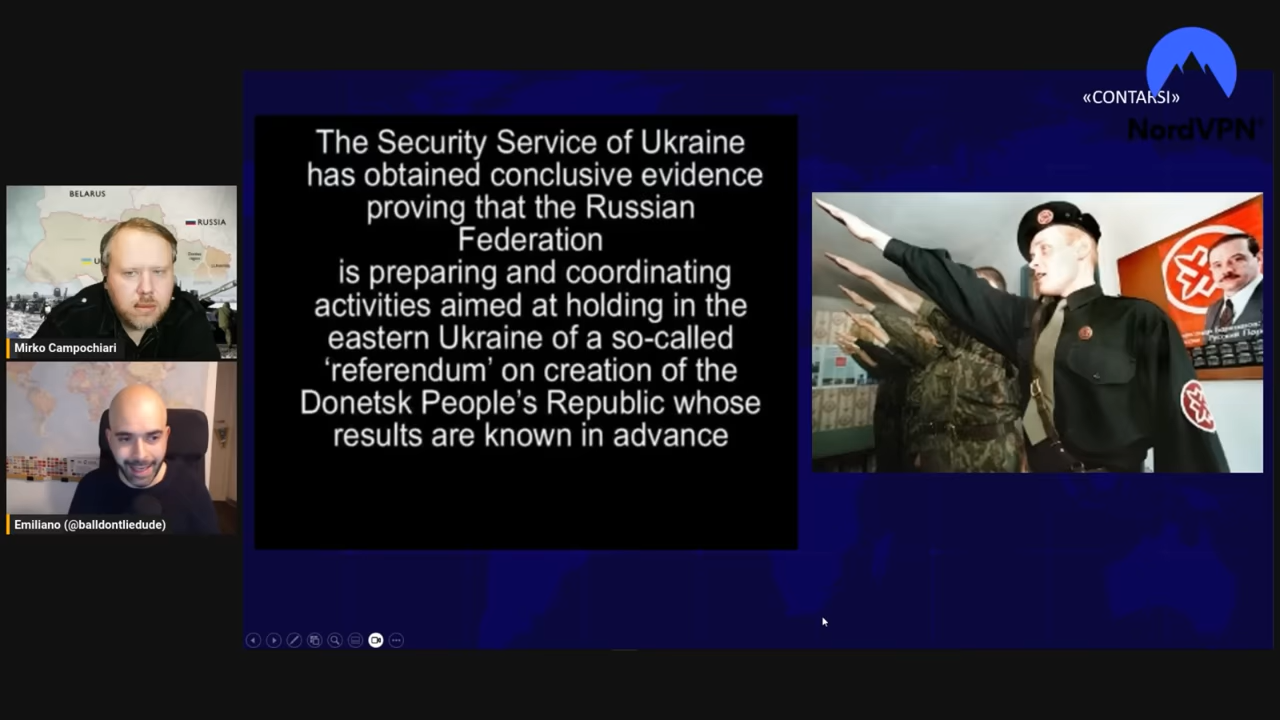 «CONTARSI»
NordVPN®
The Security Service of Ukraine
has obtained conclusive evidence
proving that the Russian
Federation
is preparing and coordinating
activities aimed at holding in the
eastern Ukraine of a so-called
‘referendum’ on creation of the
Donetsk People’s Republic whose
results are known in advance
BELARUS
RUSSIA
Mirko Campochiari
Emiliano (@balldontliedude)